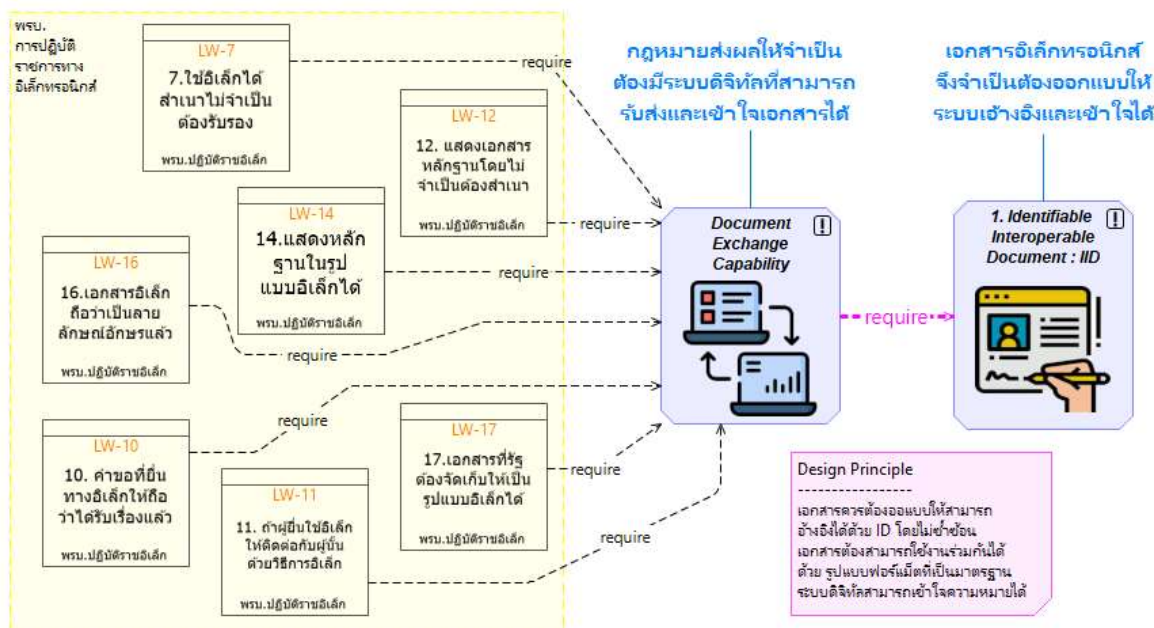 พรบ.
การปฏิบัติ
ราชการทาง
อิเล็กทรอนิกส์
LW-7
7.ใช้อิเล็กได้
สำเนาไม่จำเป็น
ต้องรับรอง
พรบ.ปฏิบัติราชอิเล็ก
LW-12
12. แสดงเอกสาร
หลักฐานโดยไม่
จำเป็นต้องสำเนา
พรบ.ปฏิบัติราชอิเล็ก
LW-14
14.แสดงหลัก
ฐานในรูป
แบบอิเล็กได้
พรบ.ปฏิบัติราชอิเล็ก
LW-16
16.เอกสารอิเล็ก
ถือว่าเป็นลาย
ลักษณ์อักษรแล้ว
พรบ.ปฏิบัติราชอิเล็ก
LW-10
10. คำขอที่ยื่น
ทางอิเล็กให้ถือ
ว่าได้รับเรื่องแล้ว
พรบ.ปฏิบัติราชอิเล็ก
LW-11
11. ถ้าผู้ยื่นใช้อิเล็ก
ให้ติดต่อกับผู้นั้น
ด้วยวิธีการอิเล็ก
พรบ.ปฏิบัติราชอิเล็ก
LW-17
17.เอกสารที่รัฐ
ต้องจัดเก็บให้เป็น
รูปแบบอิเล็กได้
พรบ.ปฏิบัติราชอิเล็ก
require
require
require
require
require
require
require
กฎหมายส่งผลให้จำเป็น
ต้องมีระบบดิจิทัลที่สามารถ
รับส่งและเข้าใจเอกสารได้
Document
Exchange
Capability
require
เอกสารอิเล็กทรอนิกส์
จึงจำเป็นต้องออกแบบให้
ระบบเอ้างอิงและเข้าใจได้
1. Identifiable
Interoperable
Document : IID
Design Principle
-----------------
เอกสารควรต้องออแบบให้สามารถ
อ้างอิงได้ด้วย ID โดยไม่ซ้ำซ้อน
เอกสารต้องสามารถใช้งานร่วมกันได้
ด้วย รูปแบบฟอร์แม็ตที่เป็นมาตรฐาน
ระบบดิจิทัลสามารถเข้าใจความหมายได้